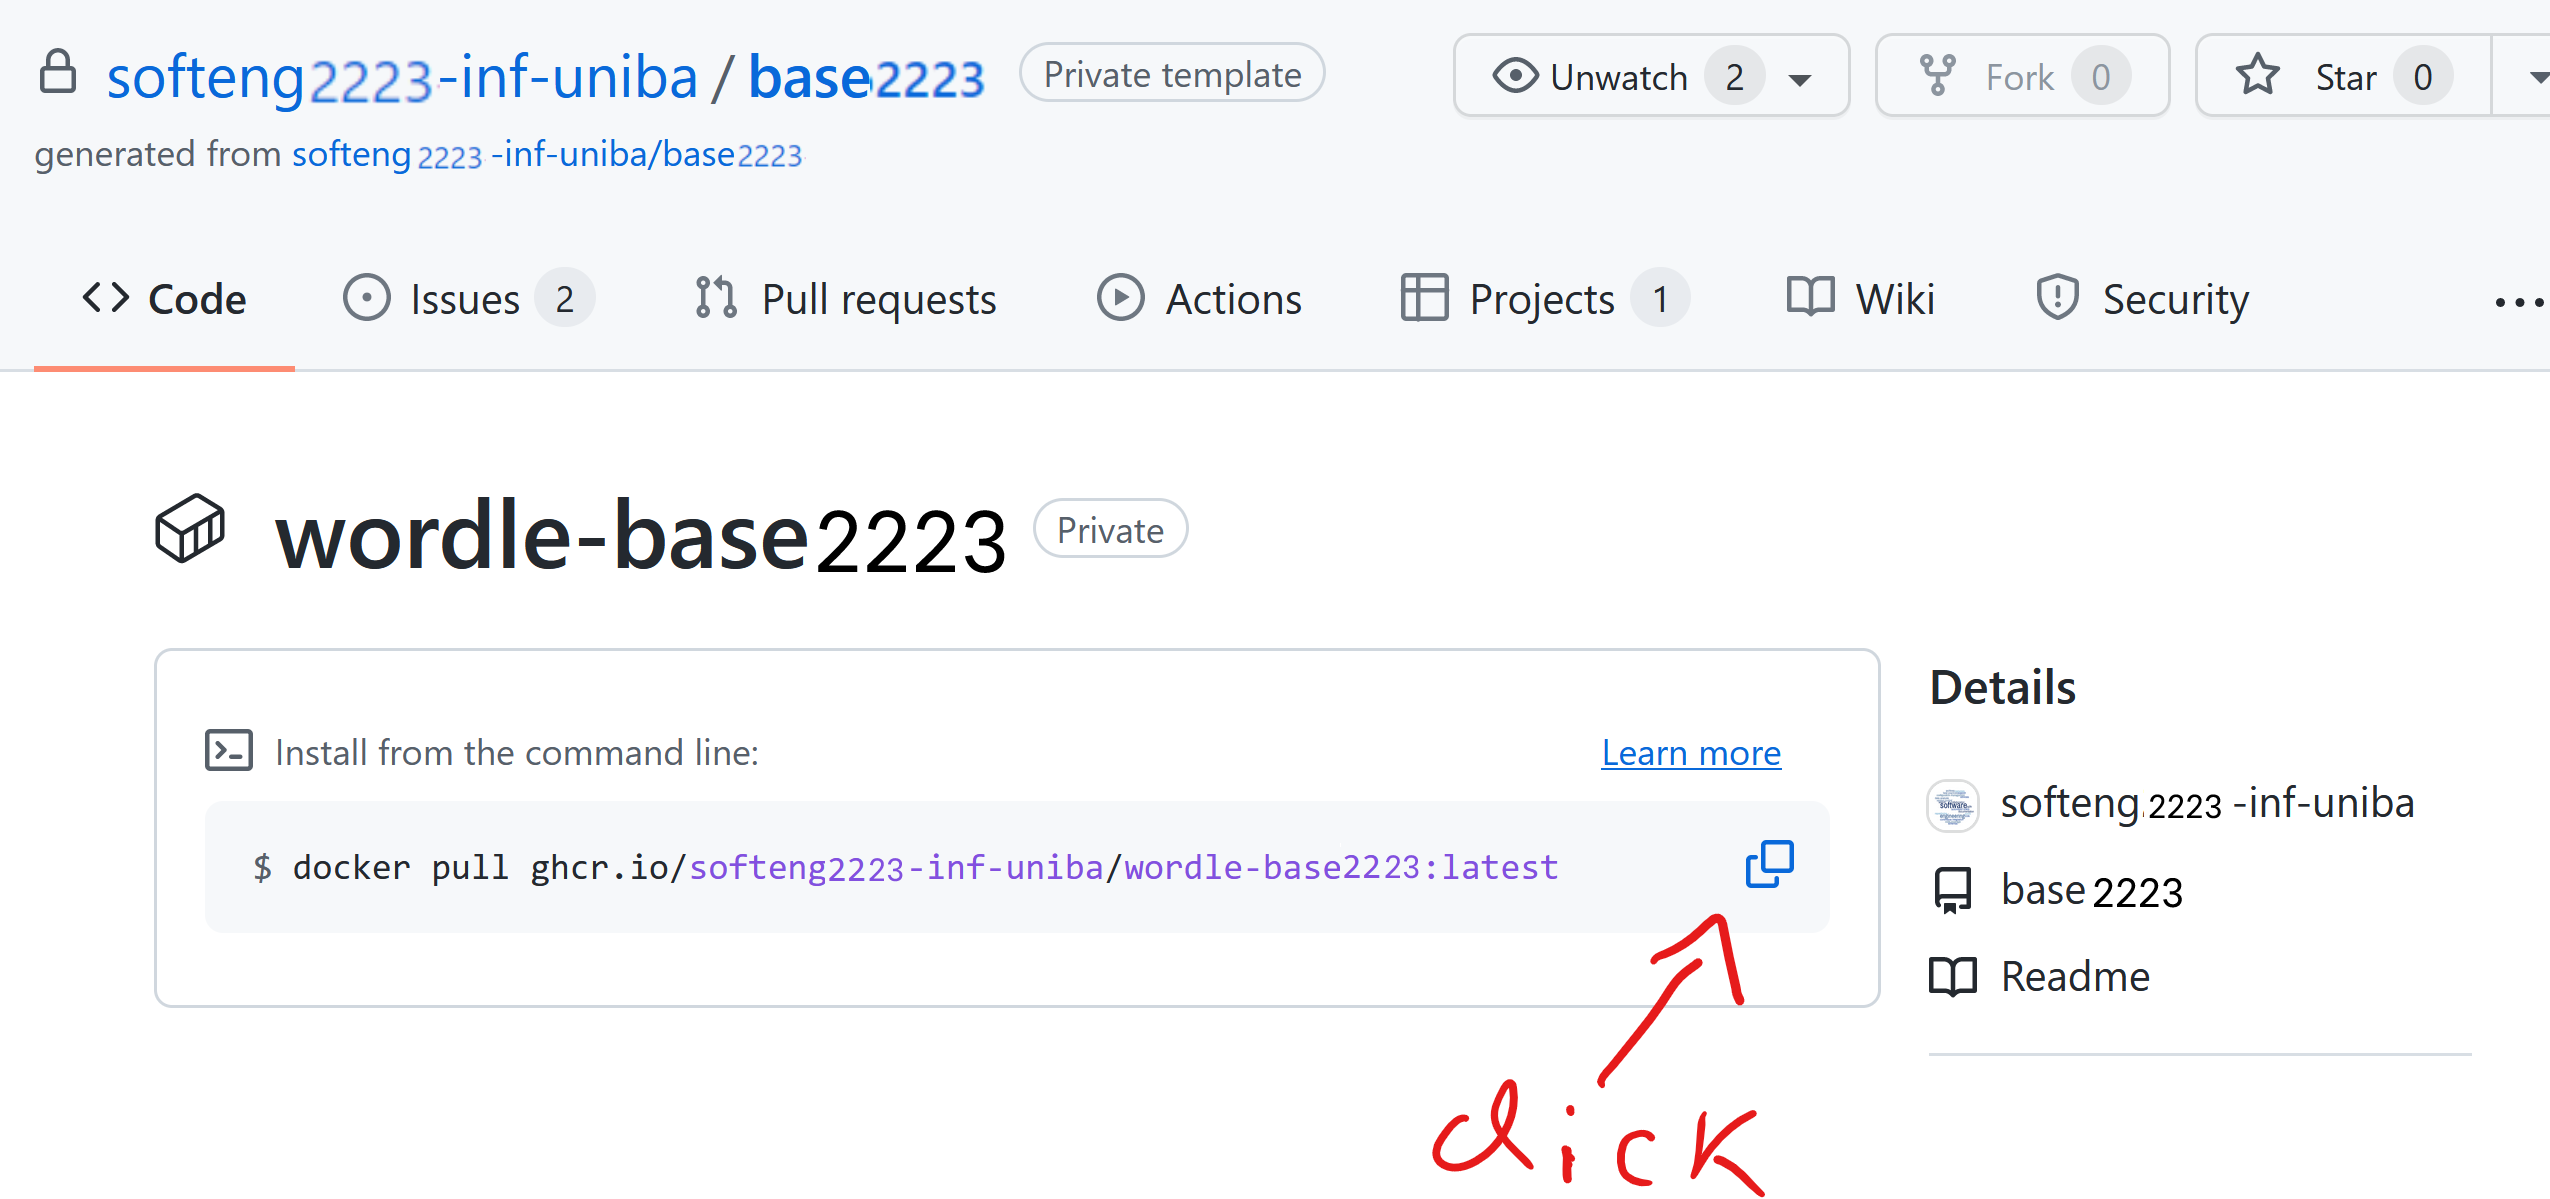 softeng2223-inf-uniba / base2223 Private template Unwatch 2 Fork 0 Star 0
generated from softeng2223-inf-uniba/base2223
Code Issues 2 Pull requests Actions Projects 1 Wiki Security ...
wordle-base2223 Private
Details
Install from the command line: Learn more
software
engineering
softeng2223-inf-uniba
$ docker pull ghcr.io/softeng2223-inf-uniba/wordle-base2223:latest
base2223
Readme
click